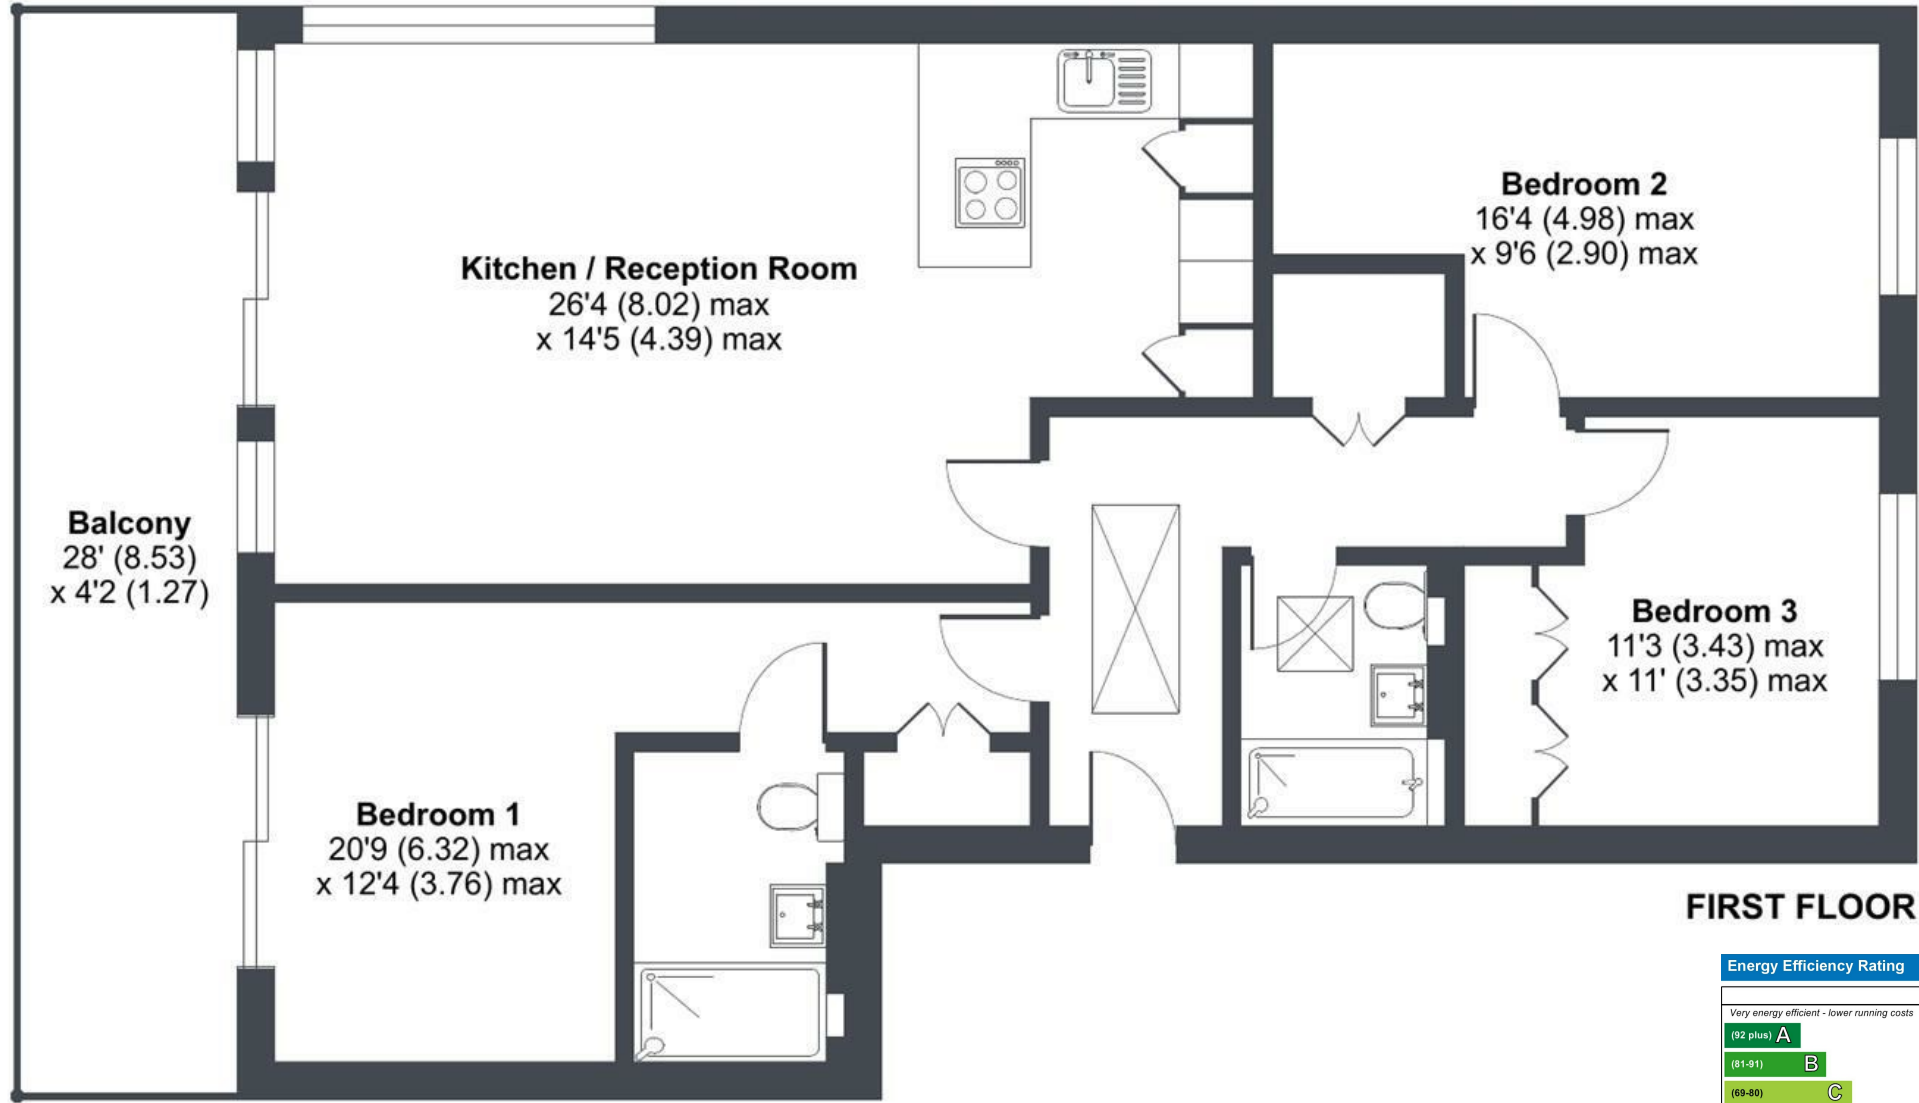 Kitchen / Reception Room
26'4 (8.02) max
x 14'5 (4.39) max
Bedroom 2
16'4 (4.98) max
x 9'6 (2.90) max
Balcony
28' (8.53)
x 4'2 (1.27)
Bedroom 3
11'3 (3.43) max
x 11' (3.35) max
Bedroom 1
20'9 (6.32) max
x 12'4 (3.76) max
FIRST FLOOR
Energy Efficiency Rating
Very energy efficient - lower running costs
(92 plus) A
(81-91) B
(69-80) C